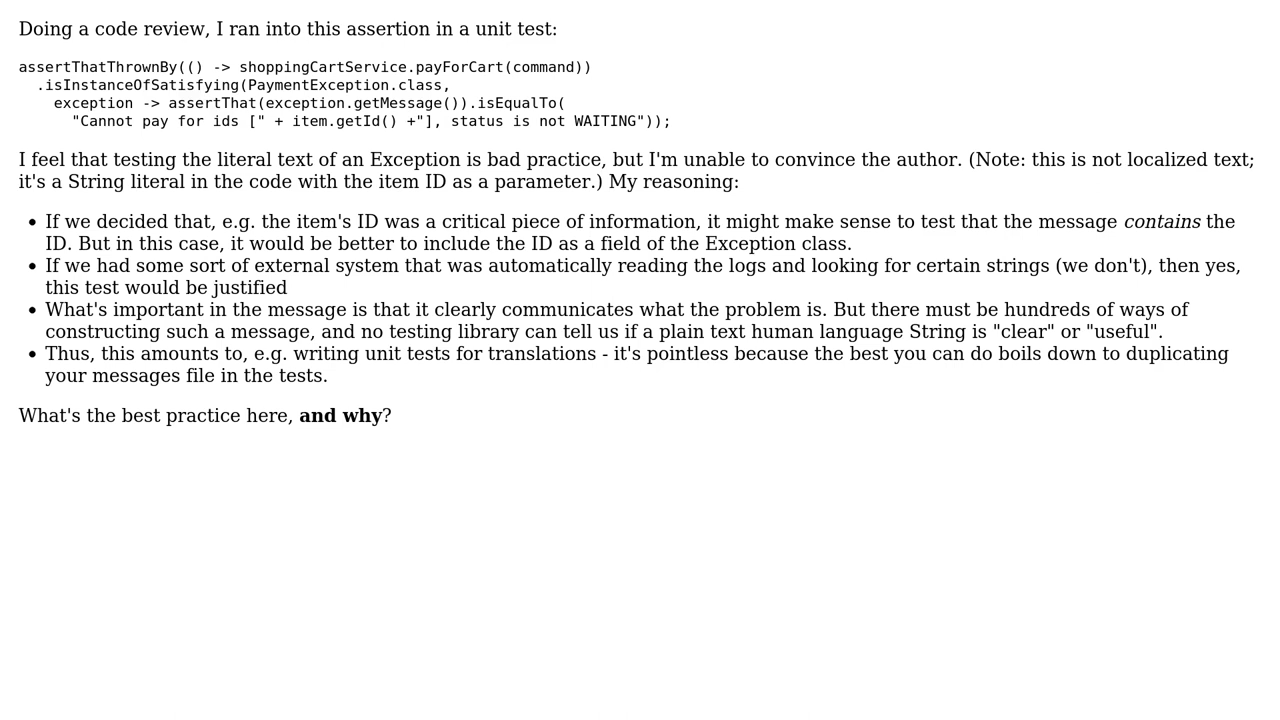 Doing a code review, I ran into this assertion in a unit test:
assertThatThrownBy(() -> shoppingCartService.payForCart(command))
  .isInstanceOfSatisfying(PaymentException.class,
    exception -> assertThat(exception.getMessage()).isEqualTo(
      "Cannot pay for ids [" + item.getId() +"], status is not WAITING"));
I feel that testing the literal text of an Exception is bad practice, but I'm unable to convince the author. (Note: this is not localized text;
it's a String literal in the code with the item ID as a parameter.) My reasoning:
• If we decided that, e.g. the item's ID was a critical piece of information, it might make sense to test that the message contains the
ID. But in this case, it would be better to include the ID as a field of the Exception class.
• If we had some sort of external system that was automatically reading the logs and looking for certain strings (we don't), then yes,
this test would be justified
• What's important in the message is that it clearly communicates what the problem is. But there must be hundreds of ways of
constructing such a message, and no testing library can tell us if a plain text human language String is "clear" or "useful".
• Thus, this amounts to, e.g. writing unit tests for translations - it's pointless because the best you can do boils down to duplicating
your messages file in the tests.
What's the best practice here, and why?